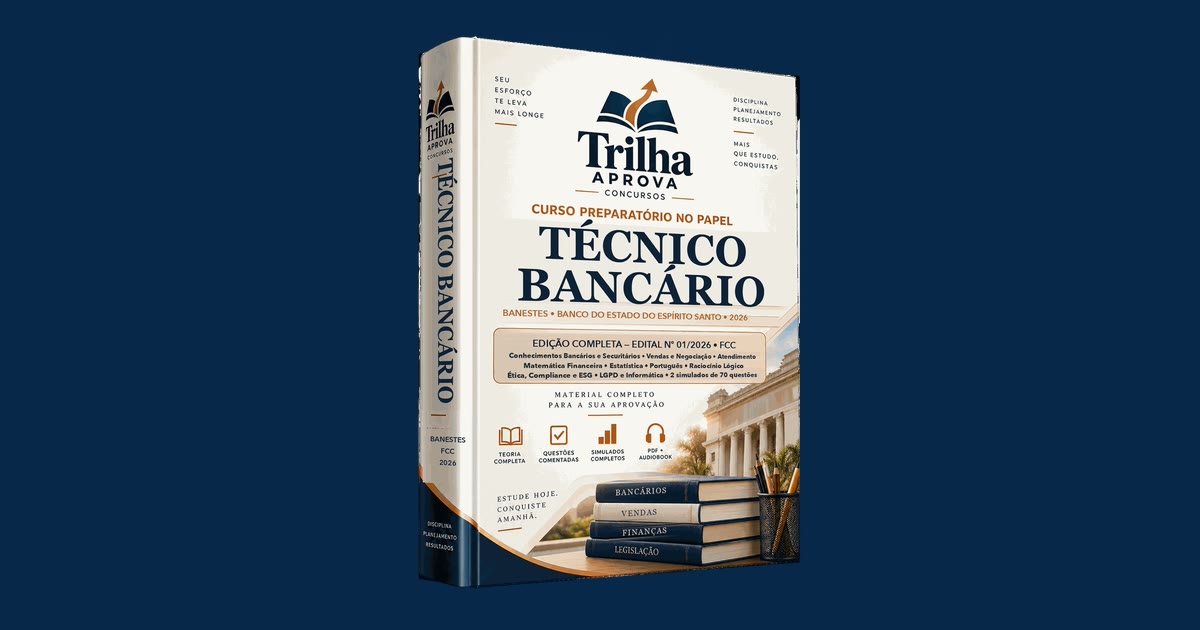 Trilha
APROVA
CONCURSOS
TÉCNICO BANCÁRIO
BANESTES
FCC
2026
DISCIPLINA
PLANEJAMENTO
RESULTADOS
SEU
ESFORÇO
TE LEVA
MAIS LONGE
Trilha
APROVA
CONCURSOS
DISCIPLINA
PLANEJAMENTO
RESULTADOS
MAIS
QUE ESTUDO,
CONQUISTAS
CURSO PREPARATÓRIO NO PAPEL
TÉCNICO
BANCÁRIO
BANESTES • BANCO DO ESTADO DO ESPÍRITO SANTO • 2026
EDIÇÃO COMPLETA – EDITAL Nº 01/2026 • FCC
Conhecimentos Bancários e Securitários • Vendas e Negociação • Atendimento
Matemática Financeira • Estatística • Português • Raciocínio Lógico
Ética, Compliance e ESG • LGPD e Informática • 2 simulados de 70 questões
MATERIAL COMPLETO
PARA A SUA APROVAÇÃO
TEORIA
COMPLETA
QUESTÕES
COMENTADAS
SIMULADOS
COMPLETOS
PDF +
AUDIOBOOK
ESTUDE HOJE.
CONQUISTE
AMANHÃ.
BANCÁRIOS
VENDAS
FINANÇAS
LEGISLAÇÃO